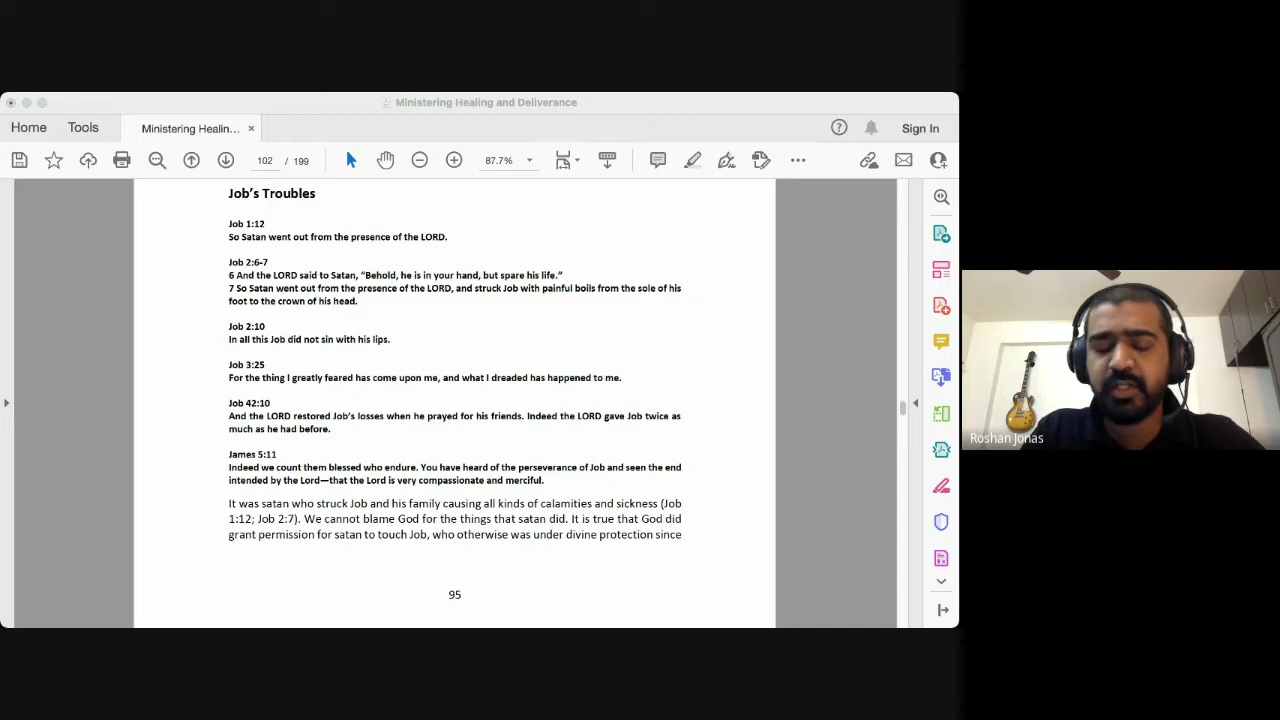 Ministering Healing and Deliverance
Home
Tools
Ministering Healin...
Sign In
102 / 199
87.7%
Job's Troubles
Job 1:12
So Satan went out from the presence of the LORD.
Job 2:6-7
6 And the LORD said to Satan, “Behold, he is in your hand, but spare his life.”
7 So Satan went out from the presence of the LORD, and struck Job with painful boils from the sole of his
foot to the crown of his head.
Job 2:10
In all this Job did not sin with his lips.
Job 3:25
For the thing I greatly feared has come upon me, and what I dreaded has happened to me.
Job 42:10
And the LORD restored Job's losses when he prayed for his friends. Indeed the LORD gave Job twice as
much as he had before.
James 5:11
Indeed we count them blessed who endure. You have heard of the perseverance of Job and seen the end
intended by the Lord—that the Lord is very compassionate and merciful.
It was satan who struck Job and his family causing all kinds of calamities and sickness (Job
1:12; Job 2:7). We cannot blame God for the things that satan did. It is true that God did
grant permission for satan to touch Job, who otherwise was under divine protection since
95
Roshan Jonas